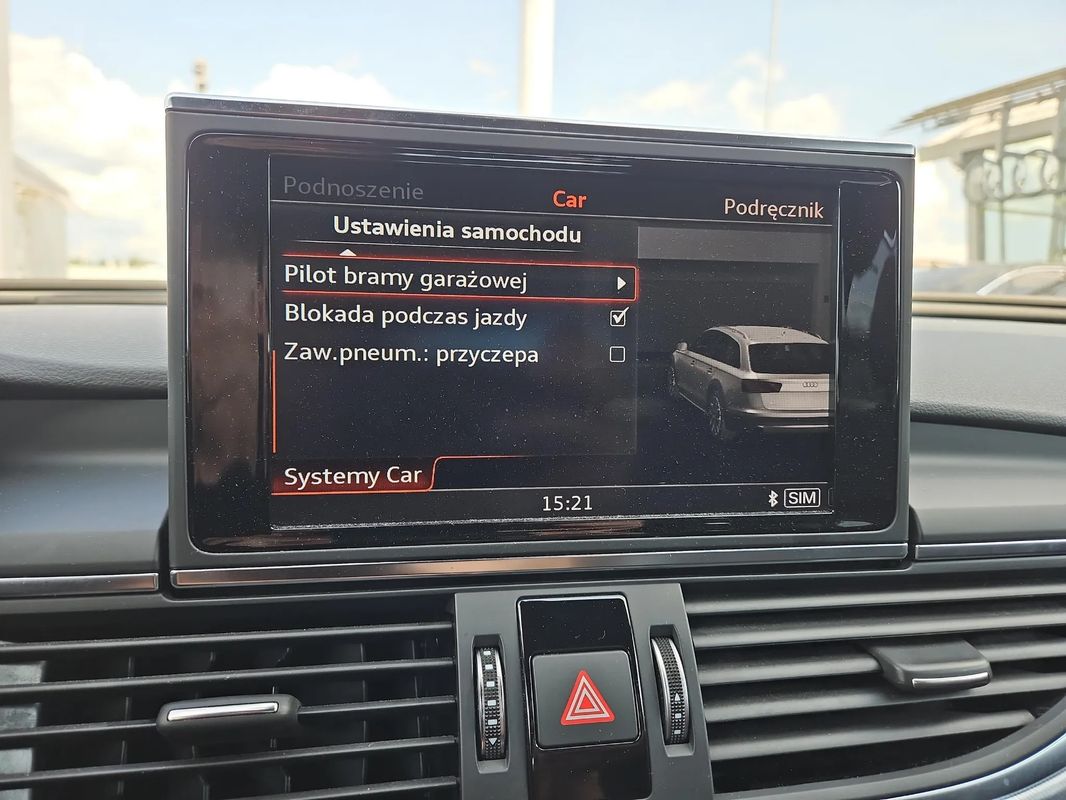 Podnoszenie
Car
Podręcznik
Ustawienia samochodu
Pilot bramy garażowej
Blokada podczas jazdy
Zaw.pneum.: przyczepa
Systemy Car
15:21
SIM